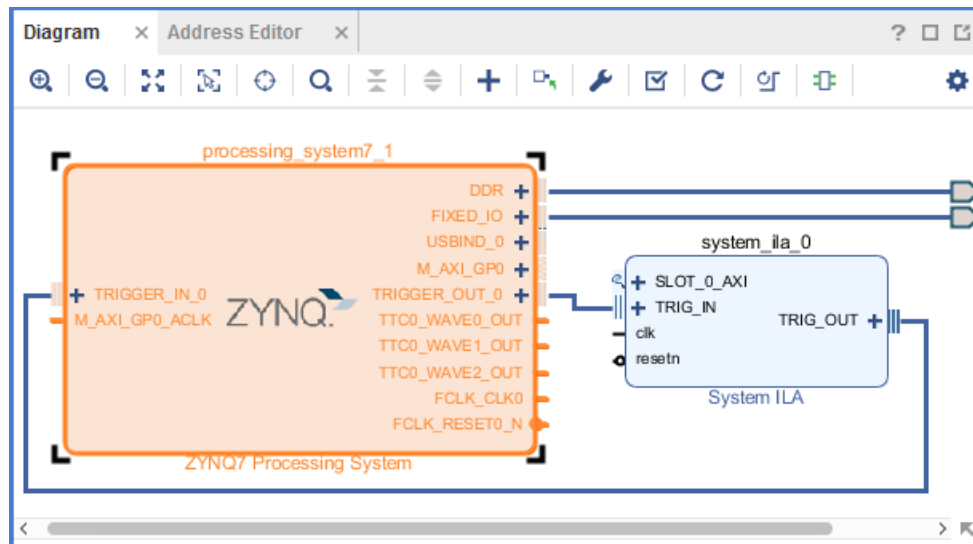 Diagram × Address Editor ×
processing_system7_1
DDR
FIXED_IO
USBIND_0
M_AXI_GP0
TRIGGER_IN_0
M_AXI_GP0_ACLK
ZYNQ.
TRIGGER_OUT_0
TTC0_WAVE0_OUT
TTC0_WAVE1_OUT
TTC0_WAVE2_OUT
FCLK_CLK0
FCLK_RESET0_N
ZYNQ7 Processing System
system_ila_0
SLOT_0_AXI
TRIG_IN
clk
resetn
TRIG_OUT
System ILA